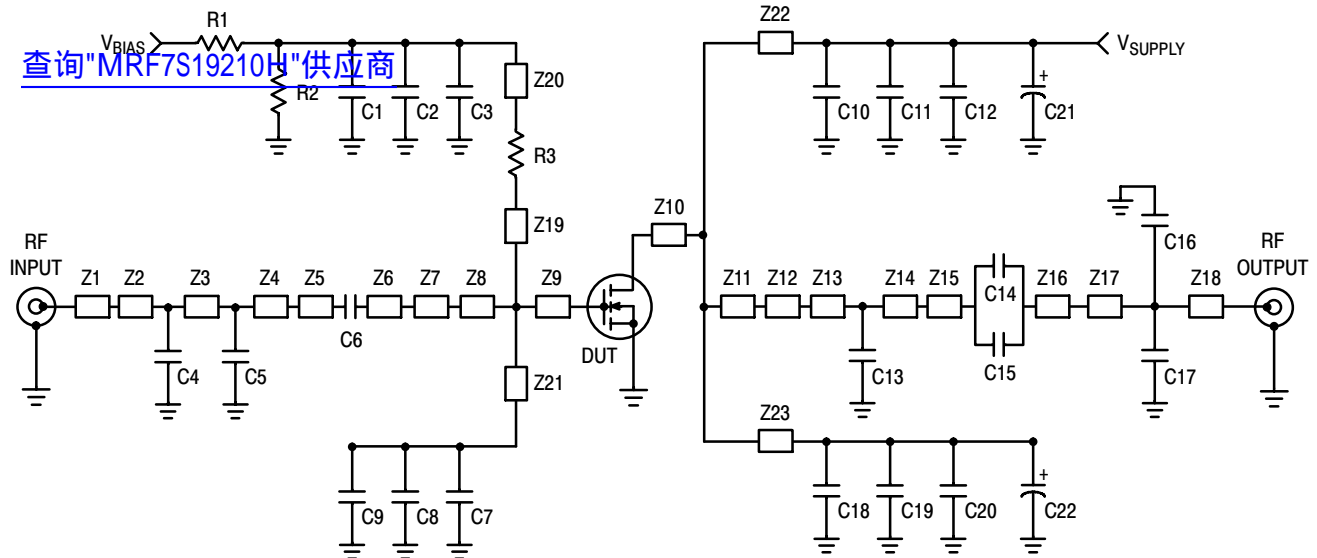 R1
Z22
V_BIAS
V_SUPPLY
查询"MRF7S19210H"供应商
R2
C1
C2
C3
Z20
C10
C11
C12
+
C21
R3
Z10
Z19
C16
RF
INPUT
RF
OUTPUT
Z1
Z2
Z3
Z4
Z5
Z6
Z7
Z8
Z9
Z11
Z12
Z13
Z14
Z15
C14
Z16
Z17
Z18
C6
DUT
C4
C5
Z21
C13
C15
C17
Z23
C9
C8
C7
C18
C19
C20
+
C22